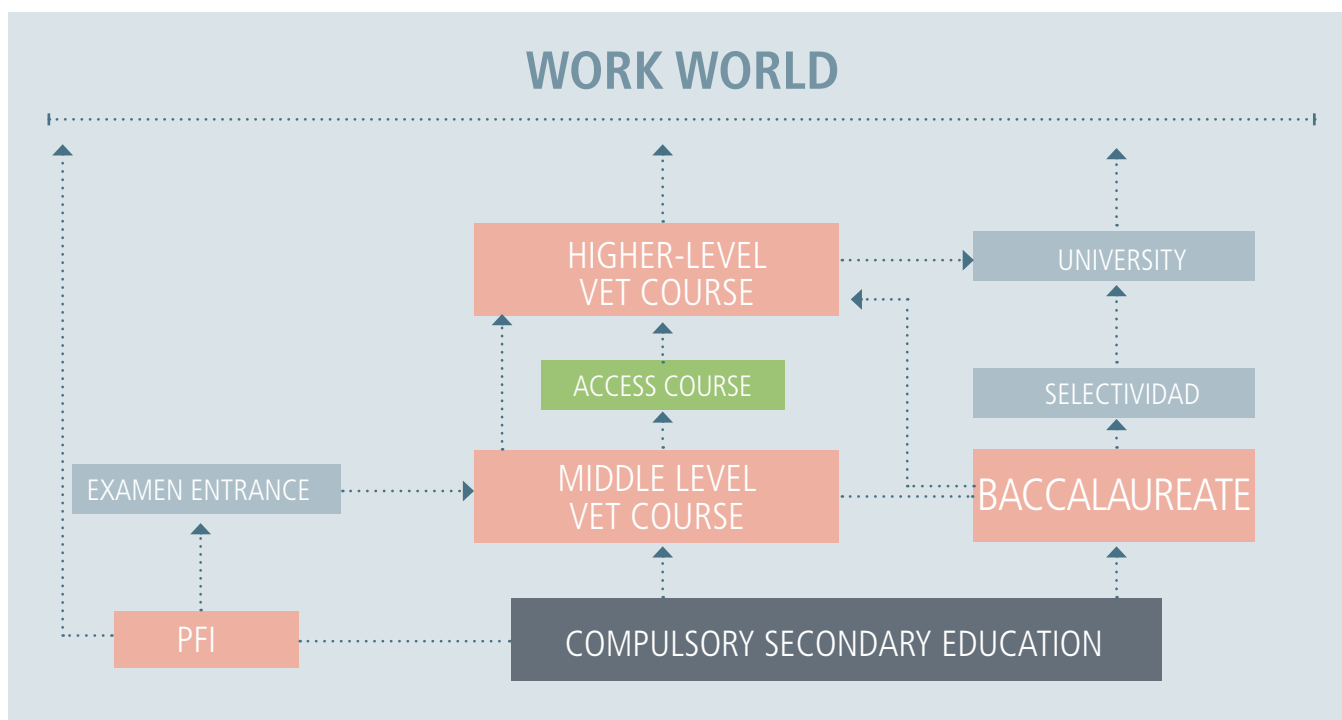 WORK WORLD
HIGHER-LEVEL
VET COURSE
UNIVERSITY
ACCESS COURSE
SELECTIVIDAD
EXAMEN ENTRANCE
MIDDLE LEVEL
VET COURSE
BACCALAUREATE
PFI
COMPULSORY SECONDARY EDUCATION